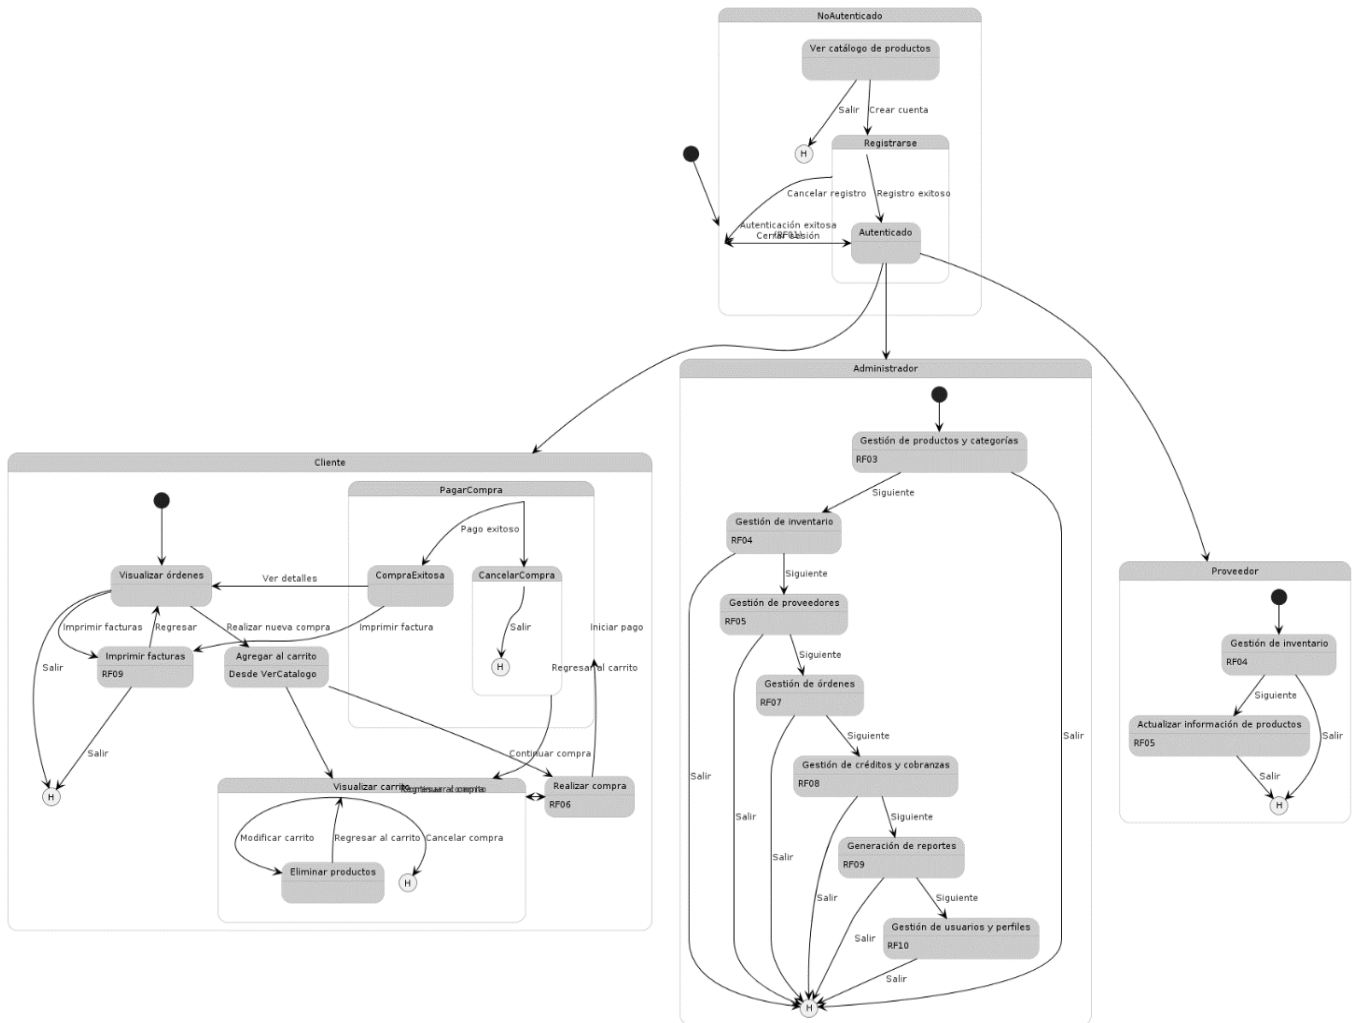 NoAutenticado
Ver catálogo de productos
Salir
Crear cuenta
H
Registrarse
Cancelar registro
Registro exitoso
Autenticación exitosa
(RF01)
Cerrar sesión
Autenticado
Administrador
Gestión de productos y categorías
RF03
Siguiente
Gestión de inventario
RF04
Siguiente
Gestión de proveedores
RF05
Siguiente
Gestión de órdenes
RF07
Siguiente
Salir
Gestión de créditos y cobranzas
RF08
Salir
Siguiente
Salir
Generación de reportes
RF09
Salir
Salir
Siguiente
Gestión de usuarios y perfiles
RF10
Salir
Salir
H
Cliente
PagarCompra
Pago exitoso
Visualizar órdenes
Ver detalles
CompraExitosa
CancelarCompra
Imprimir facturas
Regresar
Realizar nueva compra
Imprimir factura
Salir
Iniciar pago
Salir
Imprimir facturas
RF09
Agregar al carrito
Desde VerCatalogo
H
Regresar al carrito
Salir
Continuar compra
H
Visualizar carrito
Realizar compra
RF06
Modificar carrito
Regresar al carrito
Cancelar compra
Eliminar productos
H
Proveedor
Gestión de inventario
RF04
Siguiente
Actualizar información de productos
RF05
Salir
Salir
H